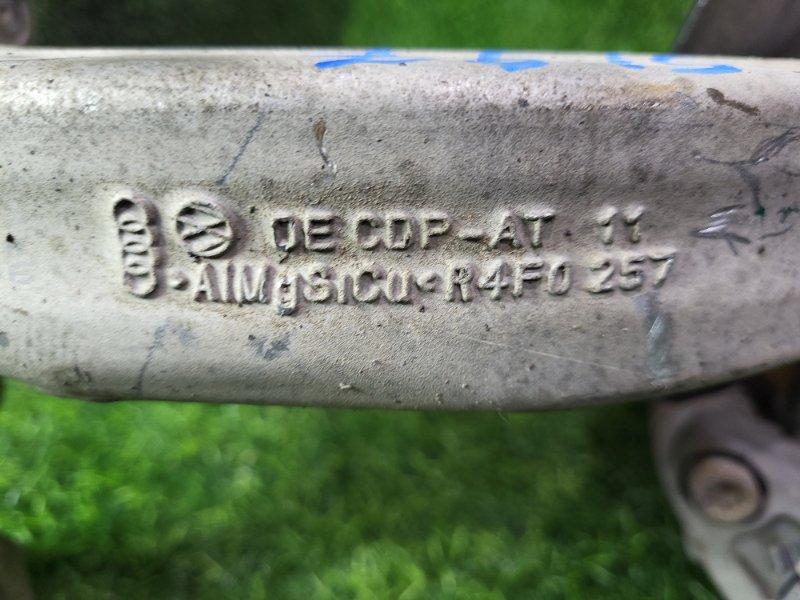 QE CDP-AT 11
>AlMgSiCu< R4F0 257